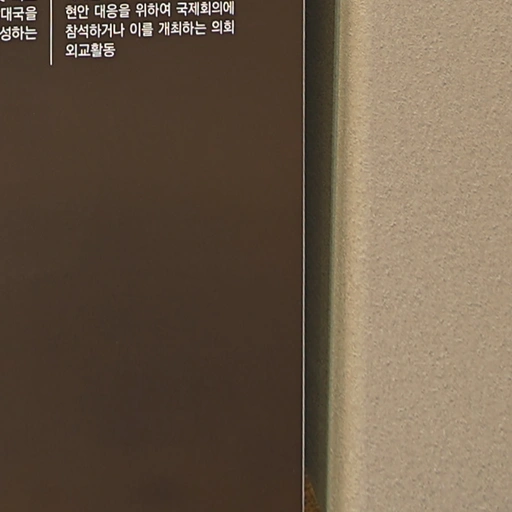 대국을
성하는
현안 대응을 위하여 국제회의에
참석하거나 이를 개최하는 의회
외교활동